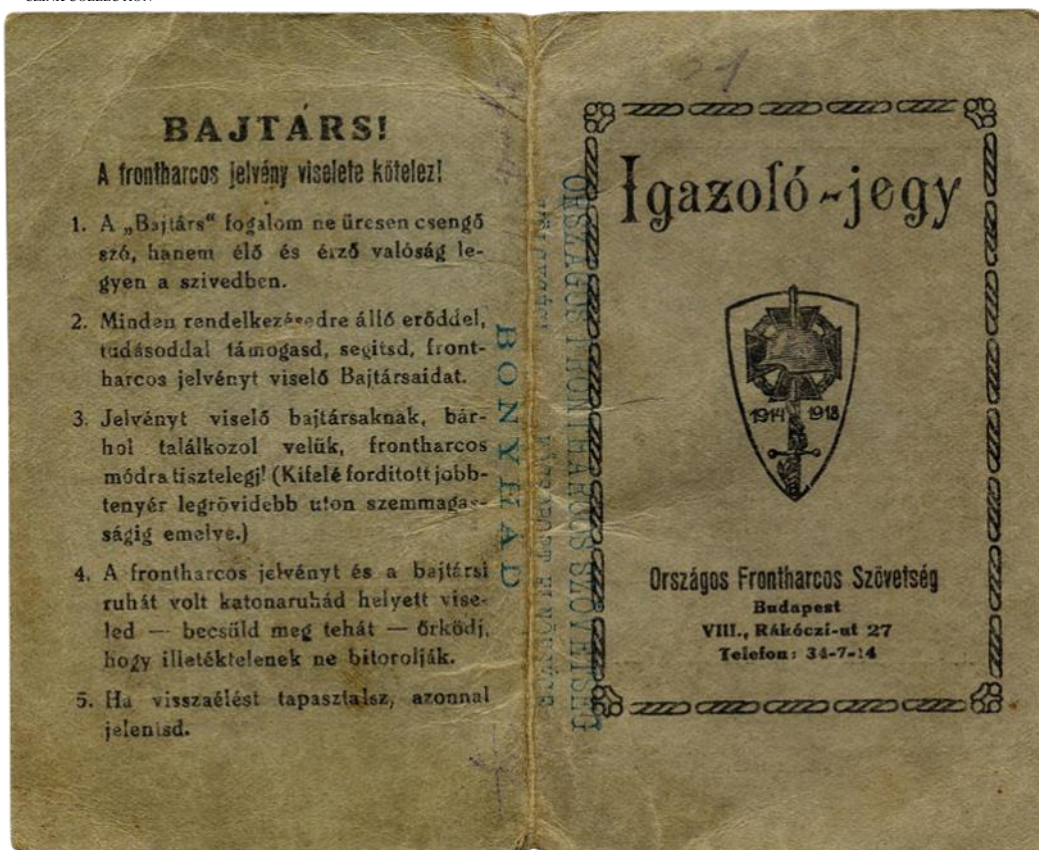 BAJTÁRS!
A frontharcos jelvény viselete kötelez!
1. A „Bajtárs“ fogalom ne üresen csengő
szó, hanem élő és érző valóság le-
gyen a szivedben.
2. Minden rendelkezésedre álló erőddel,
tudásoddal támogasd, segitsd, front-
harcos jelvényt viselő Bajtársaidat.
3. Jelvényt viselő bajtársaknak, bár-
hol találkozol velük, frontharcos
módra tisztelegj! (Kifelé forditott jobb-
tenyér legrövidebb uton szemmagas-
ságig emelve.)
4. A frontharcos jelvényt és a bajtársi
ruhát volt katonaruhád helyett vise-
led — becsüld meg tehát — őrködj,
hogy illetéktelenek ne bitorolják.
5. Ha visszaélést tapasztalsz, azonnal
jelentsd.
BONYHÁD
ORSZÁGOS FRONTHARCOS SZÖVETSÉG
Igazoló-jegy
1914 1918
Országos Frontharcos Szövetség
Budapest
VIII., Rákóczi-ut 27
Telefon: 34-7-14